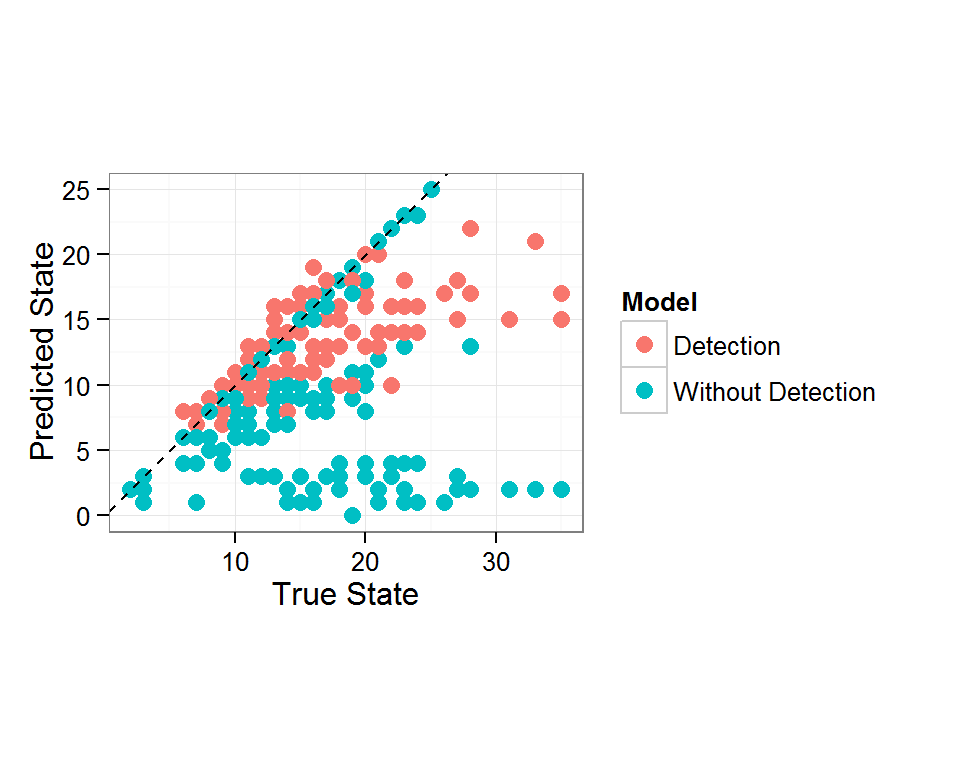 25
20
15
10
5
0
Predicted State
10 20 30
True State
Model
Detection
Without Detection